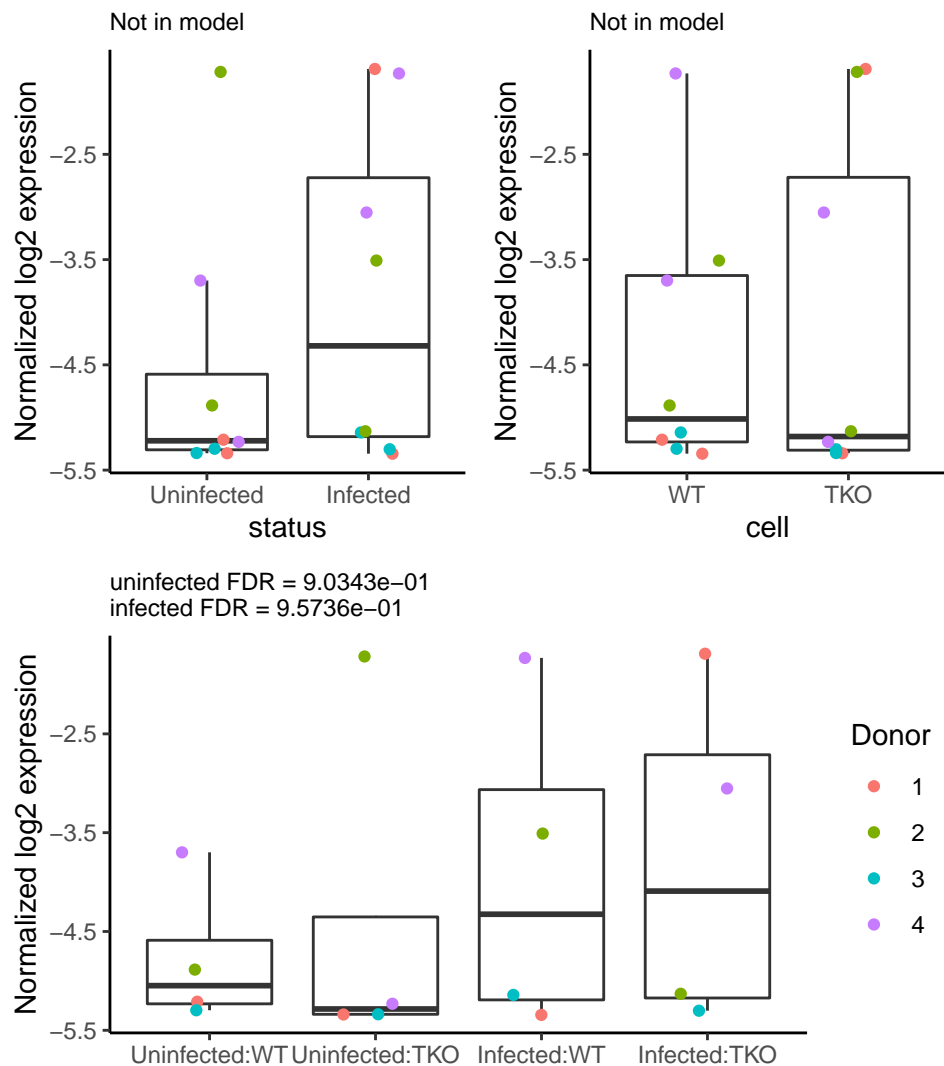 Not in model
Normalized log2 expression
−2.5
−3.5
−4.5
−5.5
Uninfected
Infected
status
Not in model
Normalized log2 expression
−2.5
−3.5
−4.5
−5.5
WT
TKO
cell
uninfected FDR = 9.0343e−01
infected FDR = 9.5736e−01
Normalized log2 expression
−2.5
−3.5
−4.5
−5.5
Uninfected:WT
Uninfected:TKO
Infected:WT
Infected:TKO
Donor
1
2
3
4